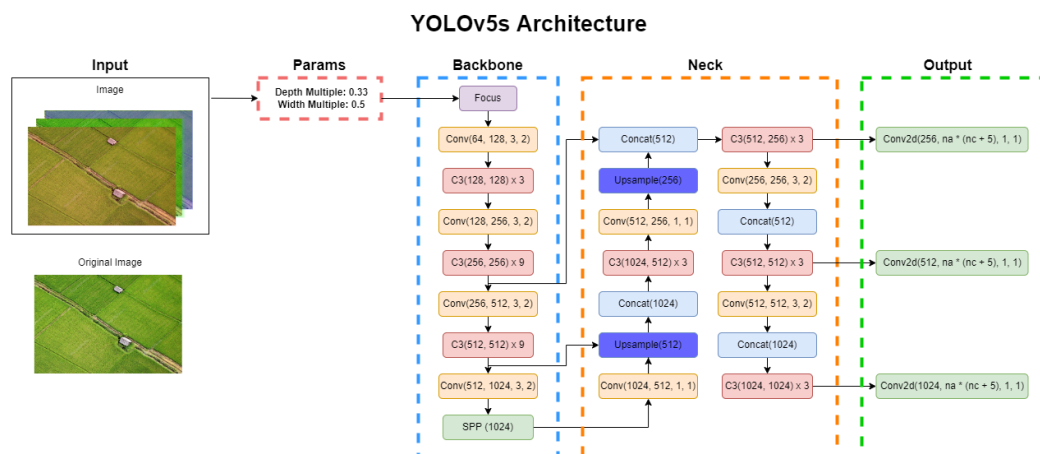 YOLOv5s Architecture
Input
Params
Backbone
Neck
Output
Image
Depth Multiple: 0.33
Width Multiple: 0.5
Original Image
Focus
Conv(64, 128, 3, 2)
C3(128, 128) x 3
Conv(128, 256, 3, 2)
C3(256, 256) x 9
Conv(256, 512, 3, 2)
C3(512, 512) x 9
Conv(512, 1024, 3, 2)
SPP (1024)
Concat(512)
Upsample(256)
Conv(512, 256, 1, 1)
C3(1024, 512) x 3
Concat(1024)
Upsample(512)
Conv(1024, 512, 1, 1)
C3(512, 256) x 3
Conv(256, 256, 3, 2)
Concat(512)
C3(512, 512) x 3
Conv(512, 512, 3, 2)
Concat(1024)
C3(1024, 1024) x 3
Conv2d(256, na * (nc + 5), 1, 1)
Conv2d(512, na * (nc + 5), 1, 1)
Conv2d(1024, na * (nc + 5), 1, 1)